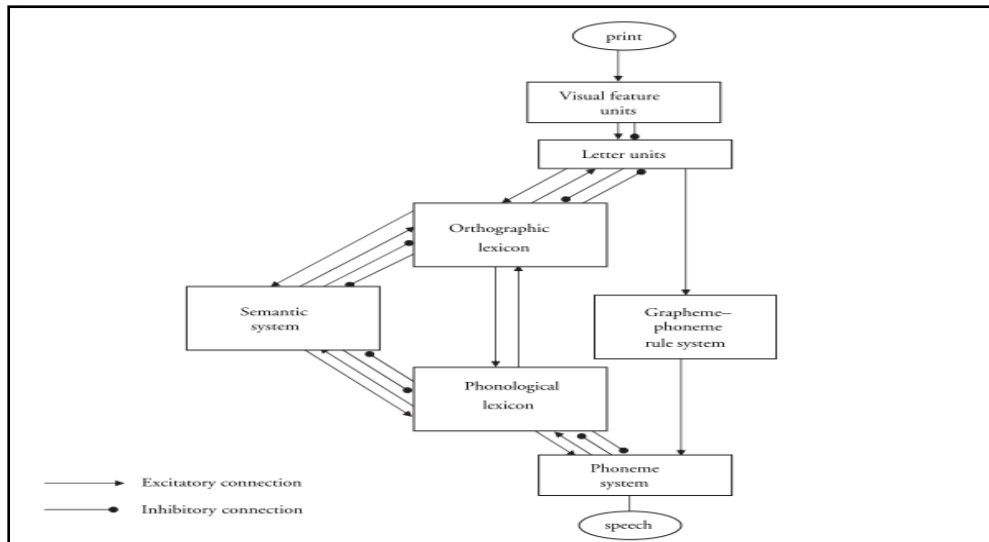 print
Visual feature
units
Letter units
Orthographic
lexicon
Semantic
system
Grapheme–
phoneme
rule system
Phonological
lexicon
Phoneme
system
Excitatory connection
Inhibitory connection
speech